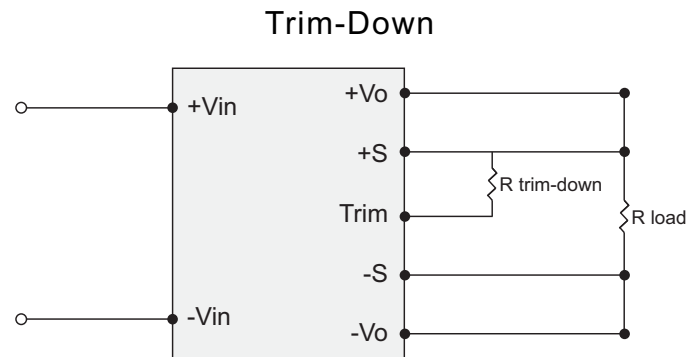 Trim-Down
+Vin
+Vo
+S
R trim-down
Trim
R load
-S
-Vin
-Vo